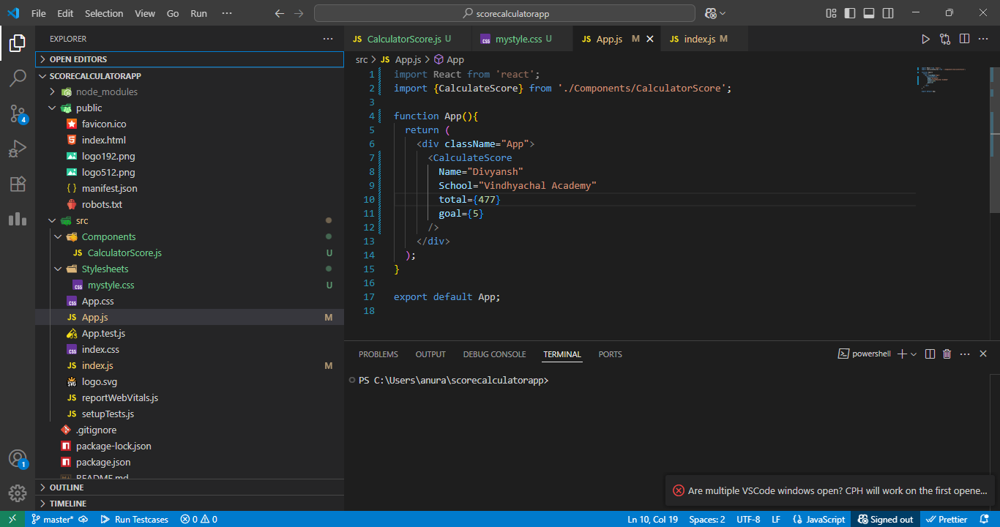 File Edit Selection View Go Run ··· scorecalculatorapp
EXPLORER ···
OPEN EDITORS
SCORECALCULATORAPP
node_modules
public
favicon.ico
index.html
logo192.png
logo512.png
manifest.json
robots.txt
src
Components
CalculatorScore.js U
Stylesheets
mystyle.css U
App.css
App.js M
App.test.js
index.css
index.js M
logo.svg
reportWebVitals.js
setupTests.js
.gitignore
package-lock.json
package.json
README.md
OUTLINE
TIMELINE
4
1
CalculatorScore.js U mystyle.css U App.js M index.js M
src > JS App.js > App
1 import React from 'react';
2 import {CalculateScore} from './Components/CalculatorScore';
3
4 function App(){
5 return (
6 <div className="App">
7 <CalculateScore
8 Name="Divyansh"
9 School="Vindhyachal Academy"
10 total={477}
11 goal={5}
12 />
13 </div>
14 );
15 }
16
17 export default App;
18
PROBLEMS OUTPUT DEBUG CONSOLE TERMINAL PORTS powershell
PS C:\Users\anura\scorecalculatorapp>
Are multiple VSCode windows open? CPH will work on the first opene...
master* Run Testcases 0 0 Ln 10, Col 19 Spaces: 2 UTF-8 LF {} JavaScript Signed out Prettier